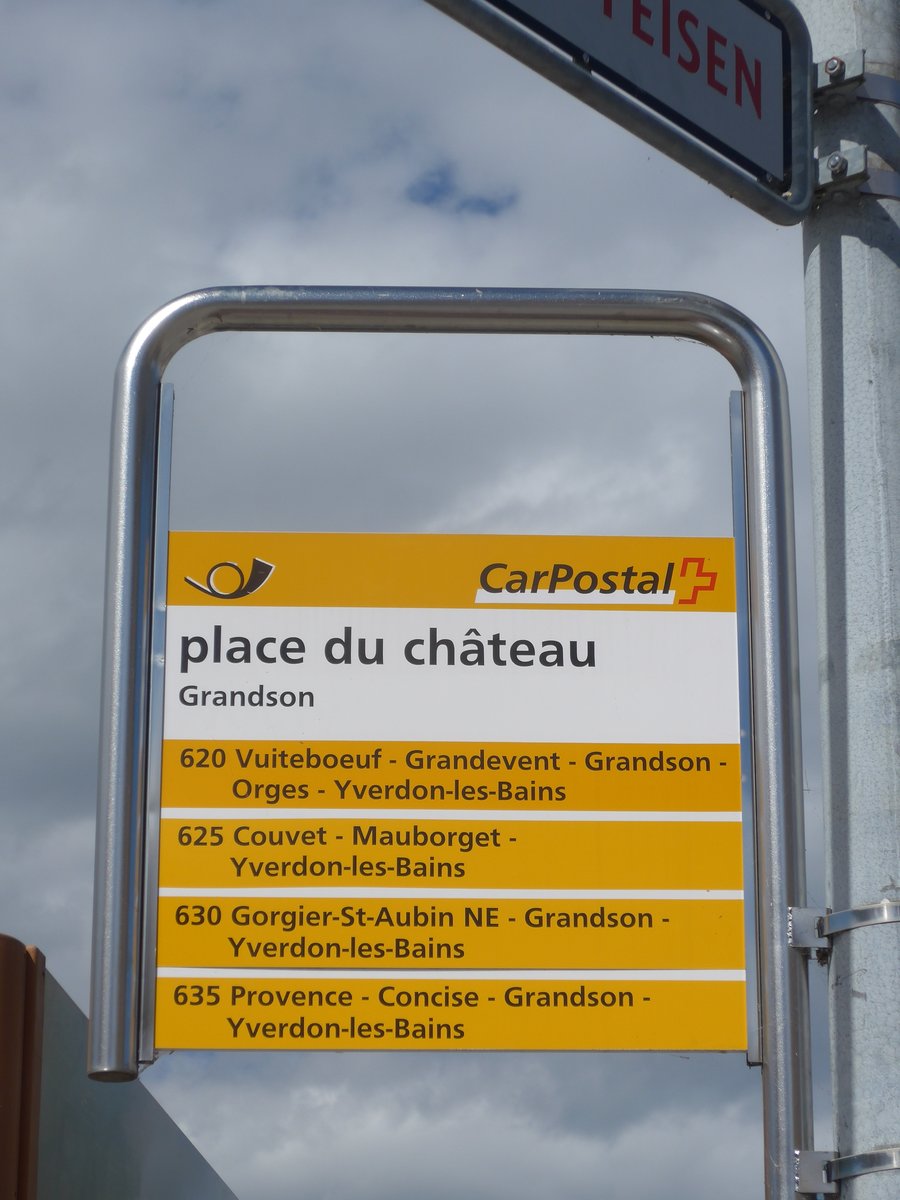 CarPostal
place du château
Grandson
620 Vuiteboeuf - Grandevent - Grandson -
Orges - Yverdon-les-Bains
625 Couvet - Mauborget -
Yverdon-les-Bains
630 Gorgier-St-Aubin NE - Grandson -
Yverdon-les-Bains
635 Provence - Concise - Grandson -
Yverdon-les-Bains